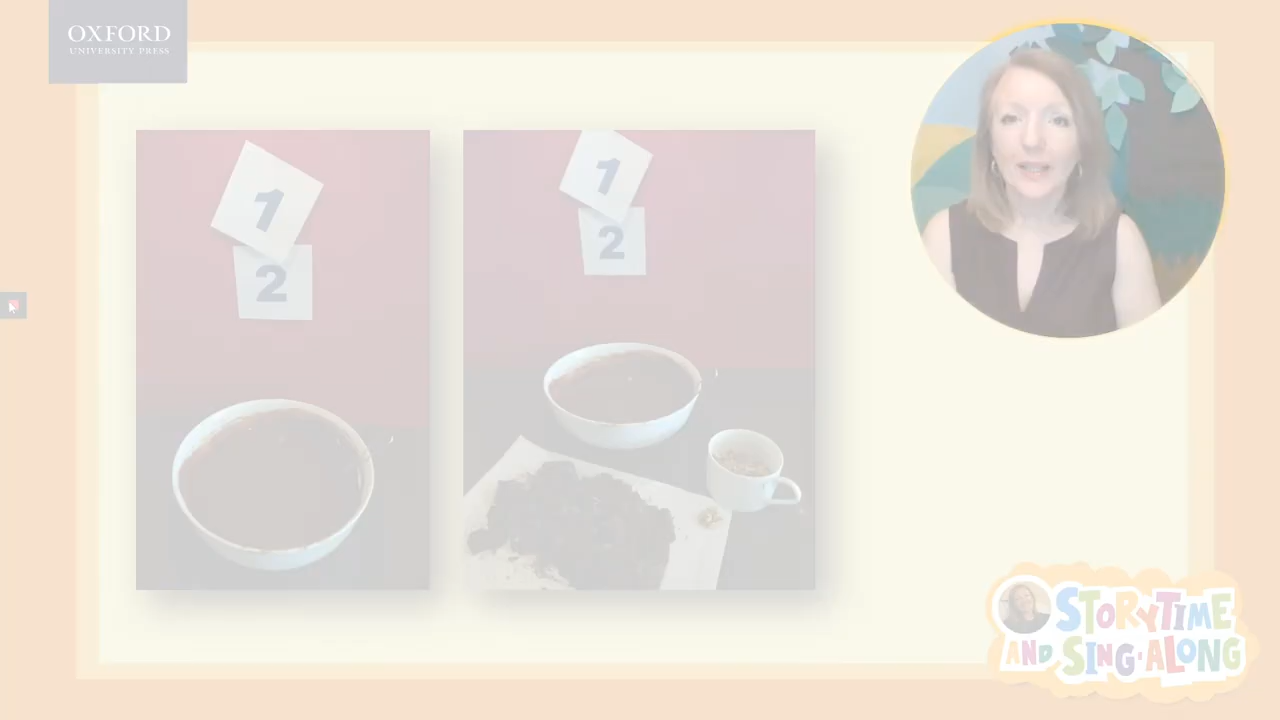 OXFORD
UNIVERSITY PRESS
1
2
1
2
STORYTIME
AND SING-ALONG